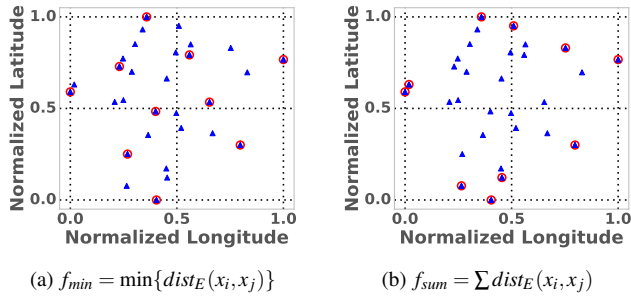 1.0
0.5
0.0
Normalized Latitude
0.0 0.5 1.0
Normalized Longitude
(a) f_min = min{dist_E(x_i, x_j)}
1.0
0.5
0.0
Normalized Latitude
0.0 0.5 1.0
Normalized Longitude
(b) f_sum = ∑ dist_E(x_i, x_j)